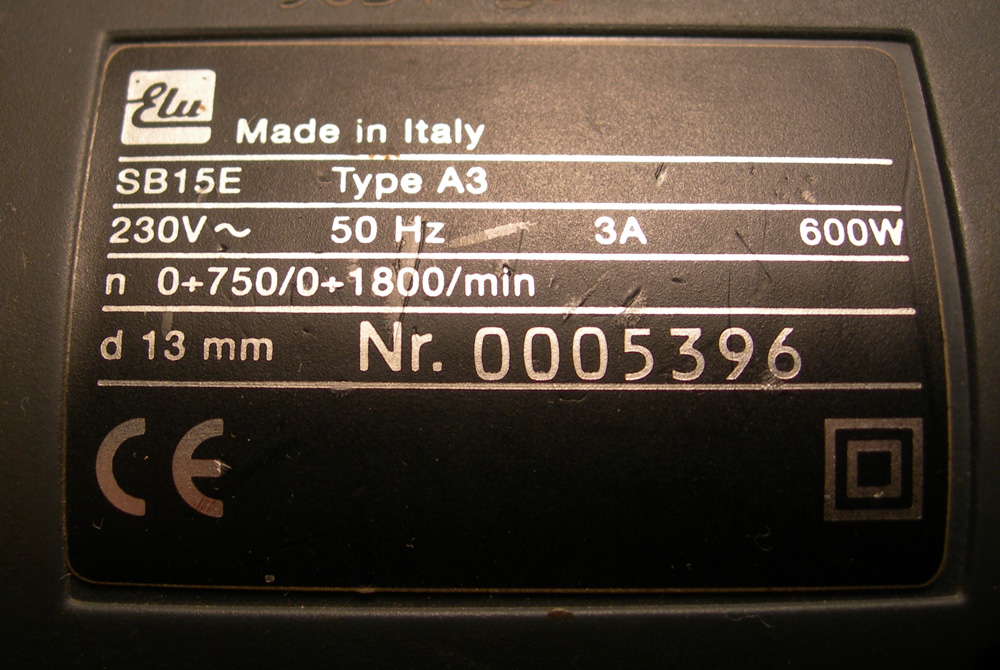 Elu Made in Italy
SB15E Type A3
230V~ 50 Hz 3A 600W
n 0+750/0+1800/min
d 13 mm Nr. 0005396
CE